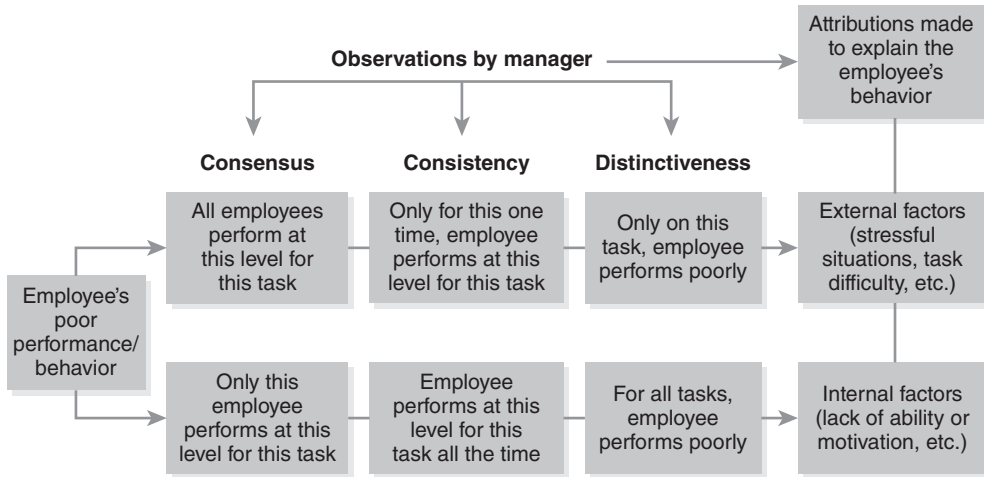 Attributions made
to explain the
employee's
behavior
Observations by manager
Consensus
Consistency
Distinctiveness
All employees
perform at
this level for
this task
Only for this one
time, employee
performs at this
level for this task
Only on this
task, employee
performs poorly
External factors
(stressful
situations, task
difficulty, etc.)
Employee's
poor
performance/
behavior
Only this
employee
performs at this
level for this task
Employee
performs at this
level for this
task all the time
For all tasks,
employee
performs poorly
Internal factors
(lack of ability or
motivation, etc.)